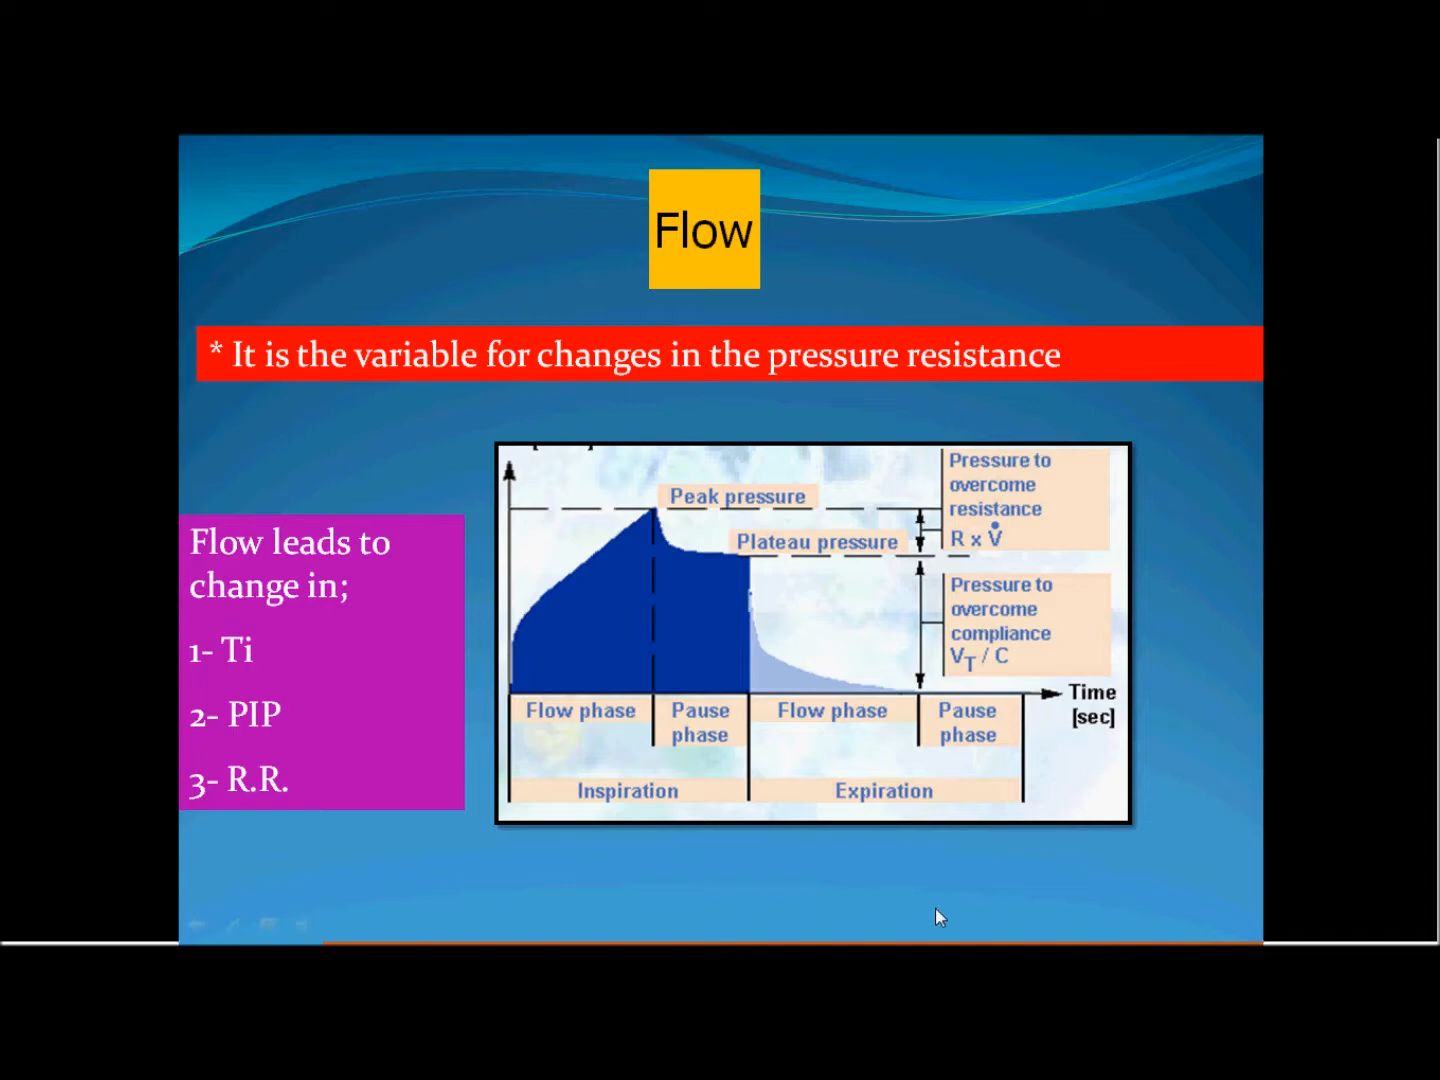 Flow
* It is the variable for changes in the pressure resistance
Flow leads to
change in;
1- Ti
2- PIP
3- R.R.
Peak pressure
Plateau pressure
Pressure to
overcome
resistance
R x V̇
Pressure to
overcome
compliance
VT / C
Time
[sec]
Flow phase
Pause
phase
Flow phase
Pause
phase
Inspiration
Expiration